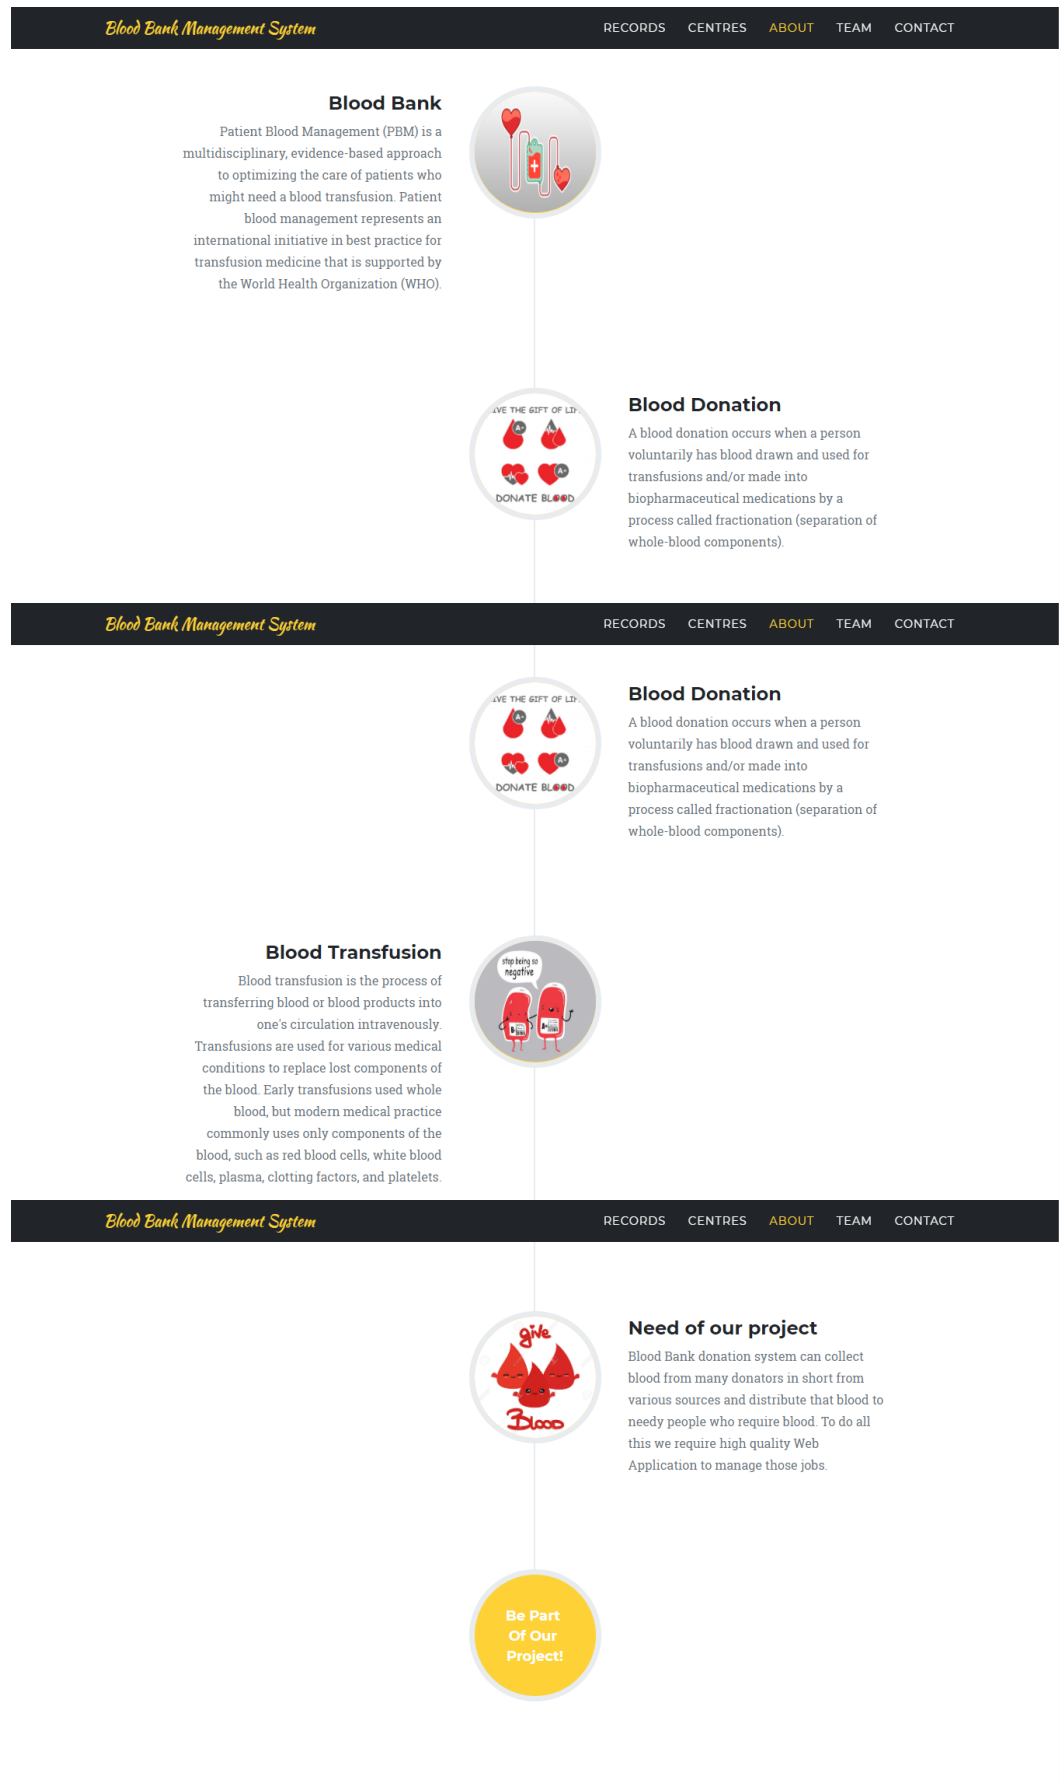 Blood Bank Management System
RECORDS CENTRES ABOUT TEAM CONTACT
Blood Bank
Patient Blood Management (PBM) is a
multidisciplinary, evidence-based approach
to optimizing the care of patients who
might need a blood transfusion. Patient
blood management represents an
international initiative in best practice for
transfusion medicine that is supported by
the World Health Organization (WHO).
THE GIFT OF
A+
A+
DONATE BLOOD
Blood Donation
A blood donation occurs when a person
voluntarily has blood drawn and used for
transfusions and/or made into
biopharmaceutical medications by a
process called fractionation (separation of
whole-blood components).
Blood Bank Management System
RECORDS CENTRES ABOUT TEAM CONTACT
THE GIFT OF
A+
A+
DONATE BLOOD
Blood Donation
A blood donation occurs when a person
voluntarily has blood drawn and used for
transfusions and/or made into
biopharmaceutical medications by a
process called fractionation (separation of
whole-blood components).
Blood Transfusion
Blood transfusion is the process of
transferring blood or blood products into
one's circulation intravenously.
Transfusions are used for various medical
conditions to replace lost components of
the blood. Early transfusions used whole
blood, but modern medical practice
commonly uses only components of the
blood, such as red blood cells, white blood
cells, plasma, clotting factors, and platelets.
stop being so
negative
Blood Bank Management System
RECORDS CENTRES ABOUT TEAM CONTACT
give
Blood
Need of our project
Blood Bank donation system can collect
blood from many donators in short from
various sources and distribute that blood to
needy people who require blood. To do all
this we require high quality Web
Application to manage those jobs.
Be Part
Of Our
Project!